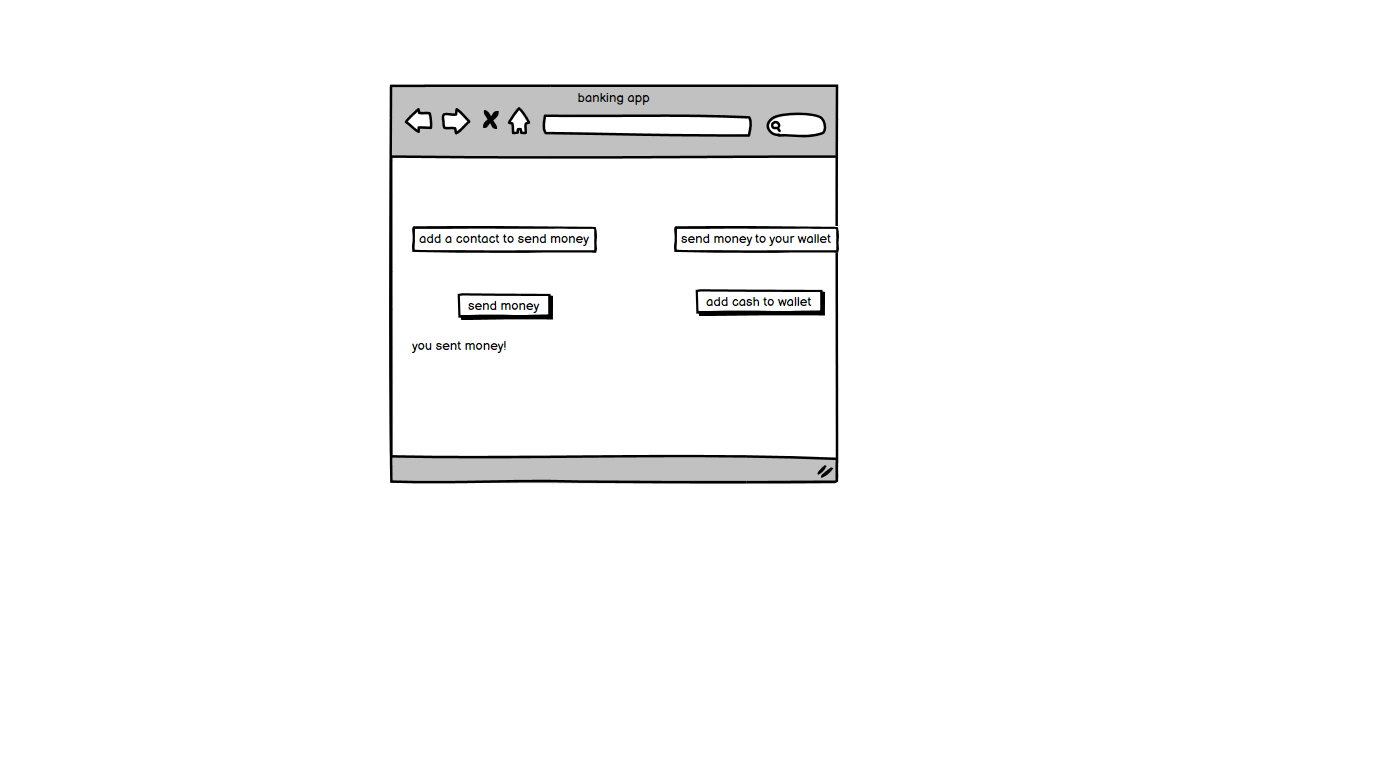 banking app
add a contact to send money
send money to your wallet
send money
add cash to wallet
you sent money!